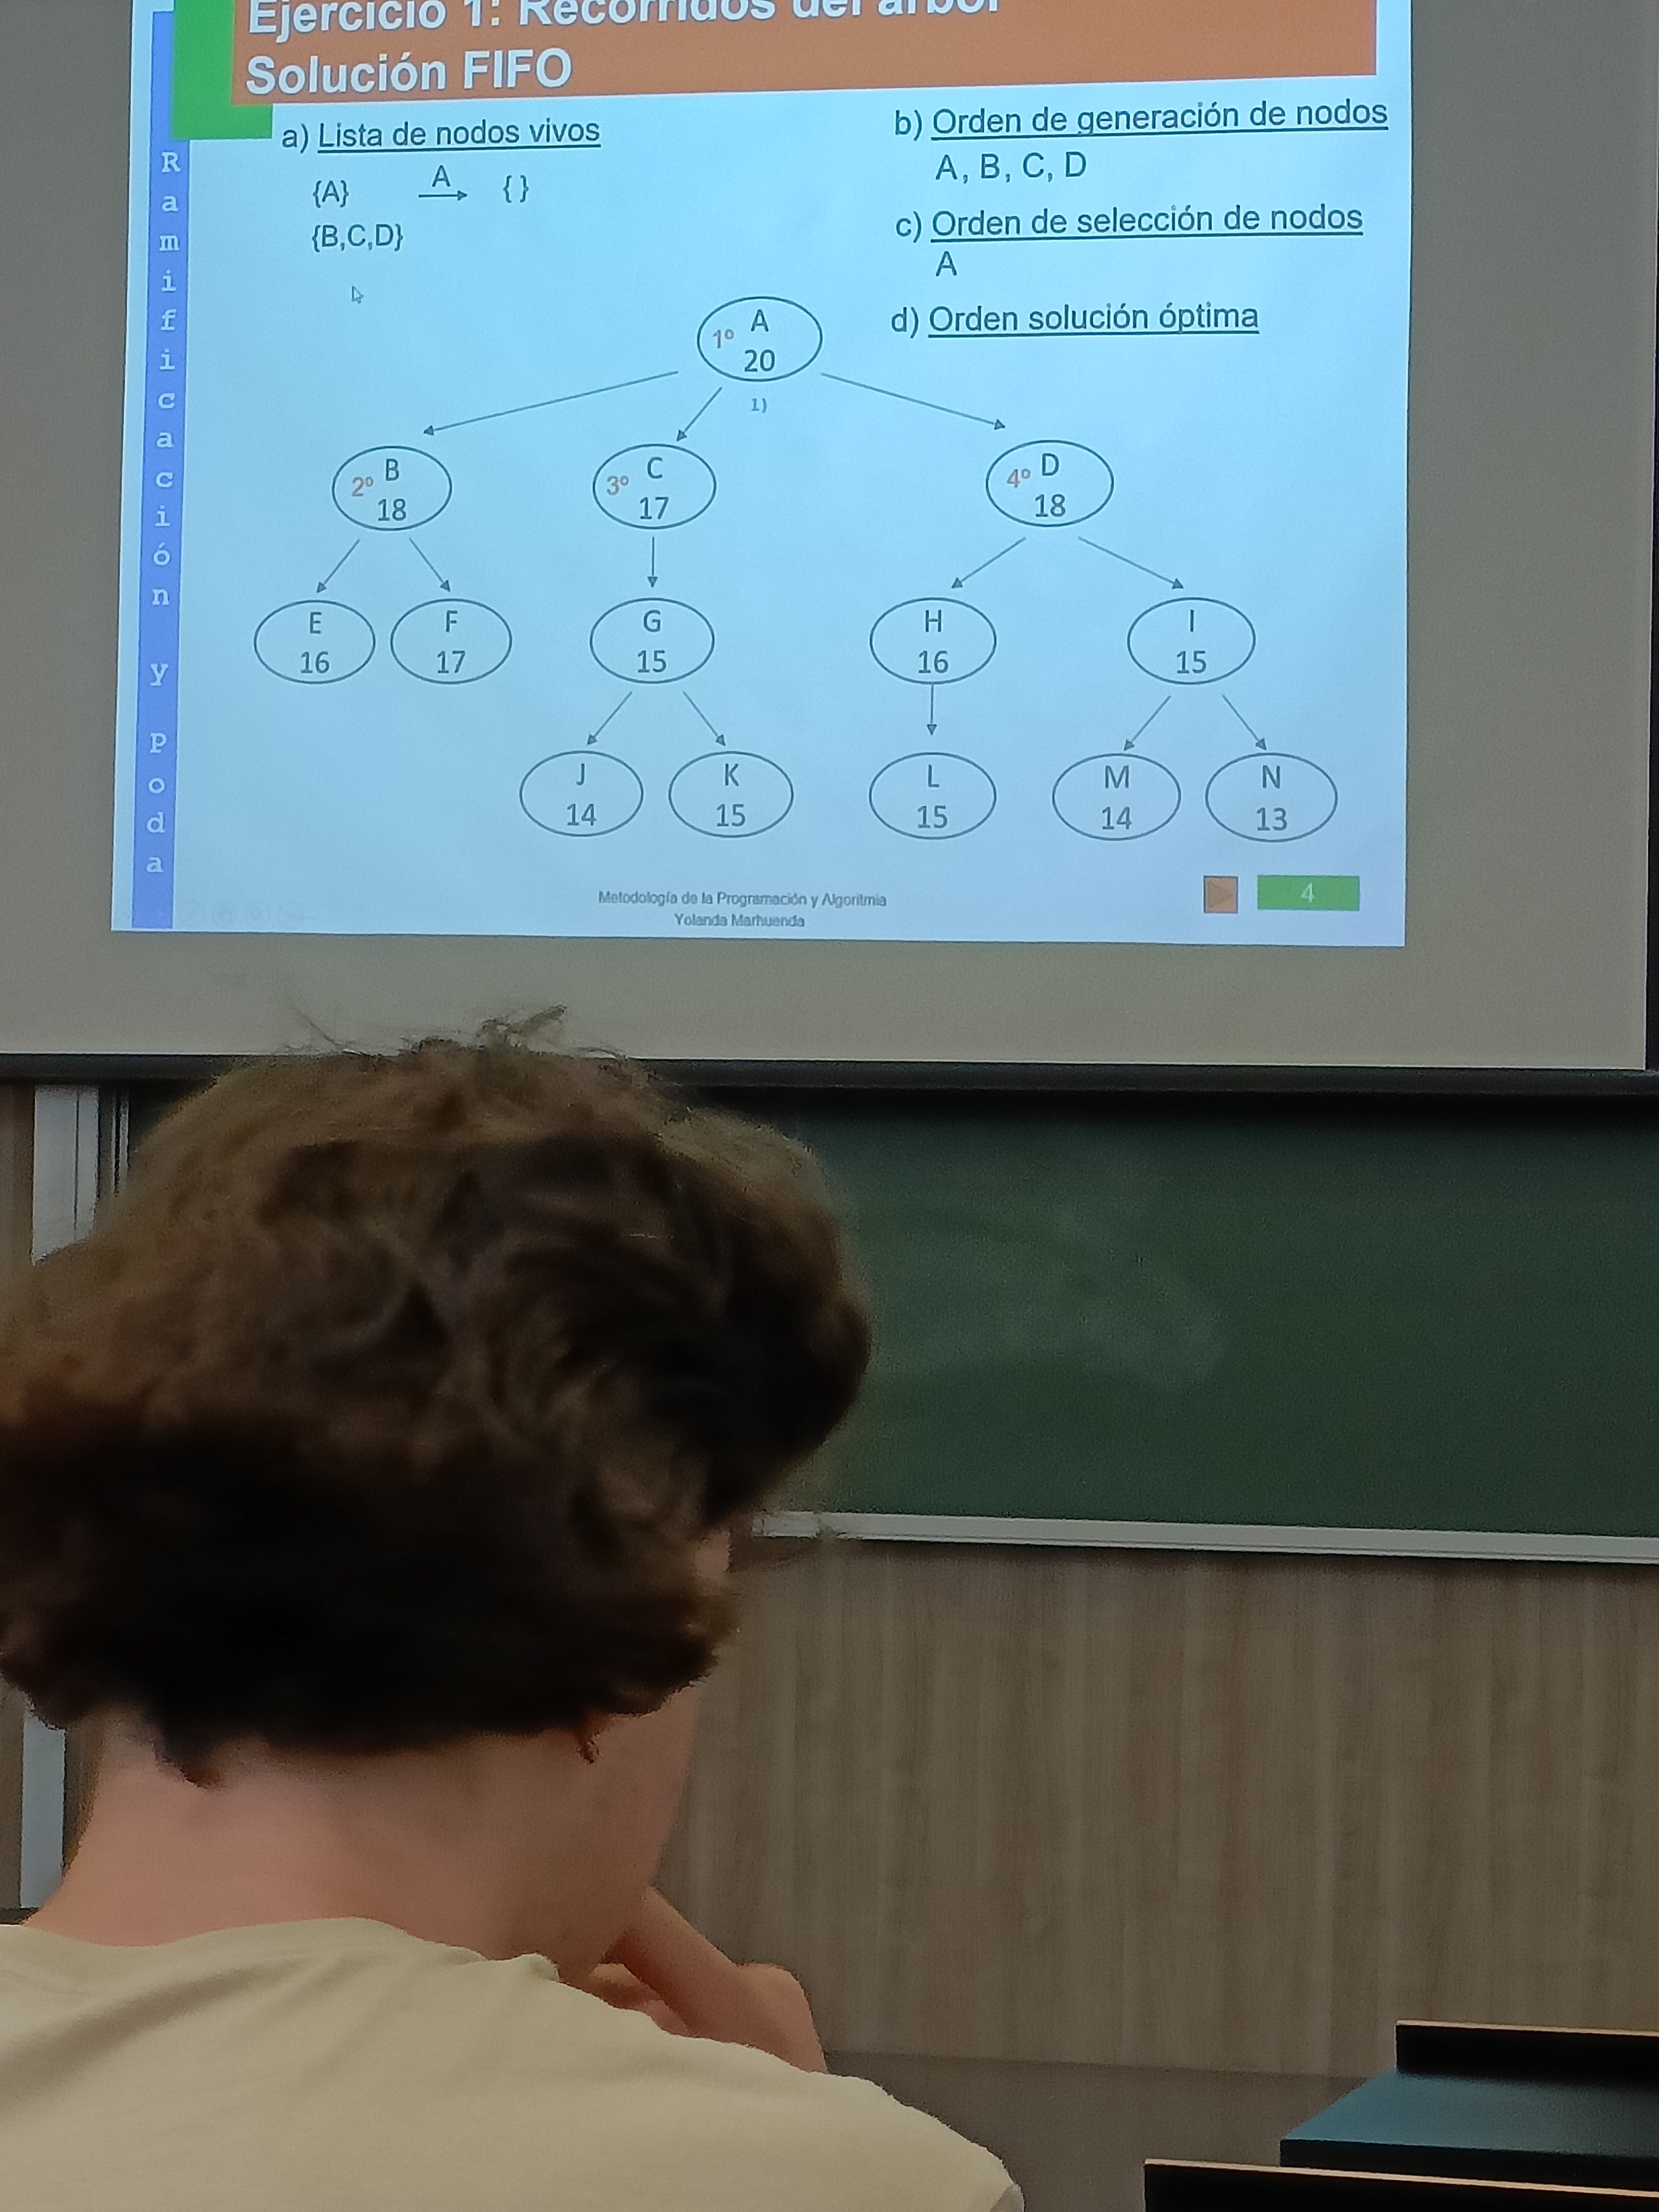 Ejercicio 1: Recorridos del árbol
Solución FIFO
Ramificación y Poda
a) Lista de nodos vivos
{A} A { }
{B,C,D}
b) Orden de generación de nodos
A, B, C, D
c) Orden de selección de nodos
A
d) Orden solución óptima
1º A
20
1)
2º B
18
3º C
17
4º D
18
E
16
F
17
G
15
H
16
I
15
J
14
K
15
L
15
M
14
N
13
Metodología de la Programación y Algoritmia
Yolanda Marhuenda
4